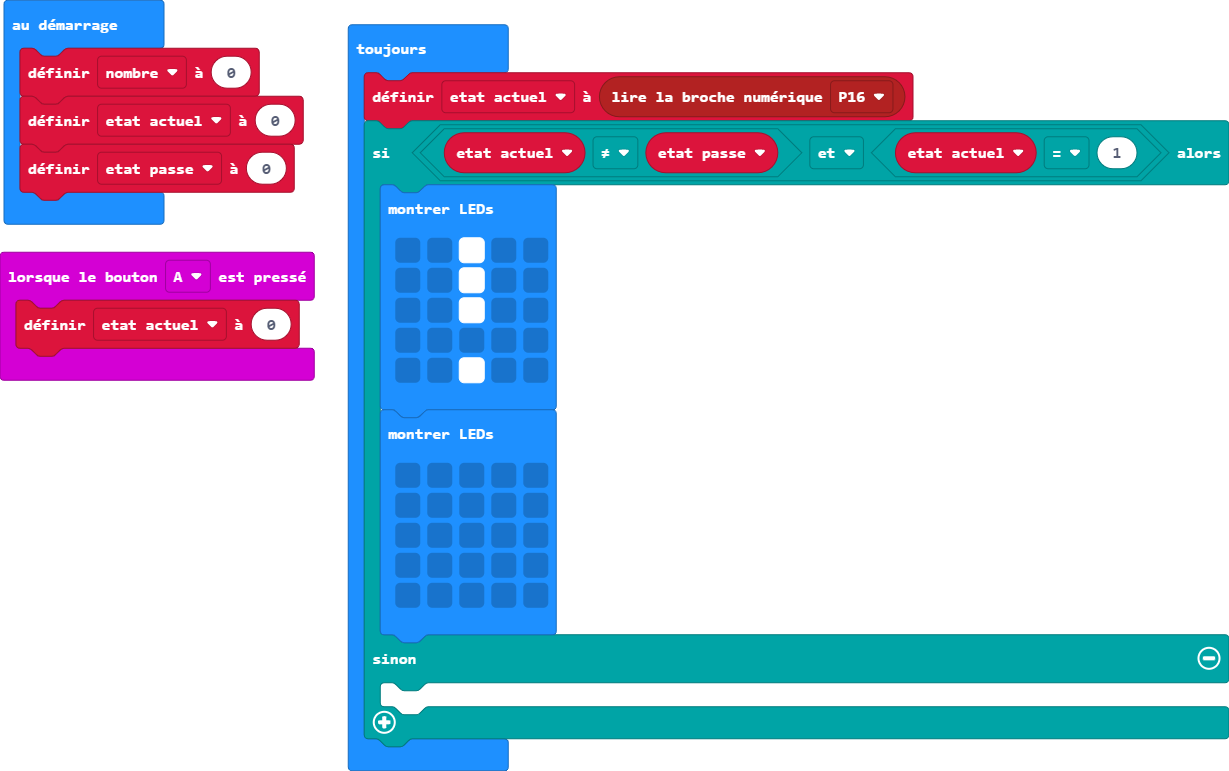 au démarrage
définir nombre à 0
définir etat actuel à 0
définir etat passe à 0
lorsque le bouton A est pressé
définir etat actuel à 0
toujours
définir etat actuel à lire la broche numérique P16
si etat actuel ≠ etat passe et etat actuel = 1 alors
montrer LEDs
montrer LEDs
sinon